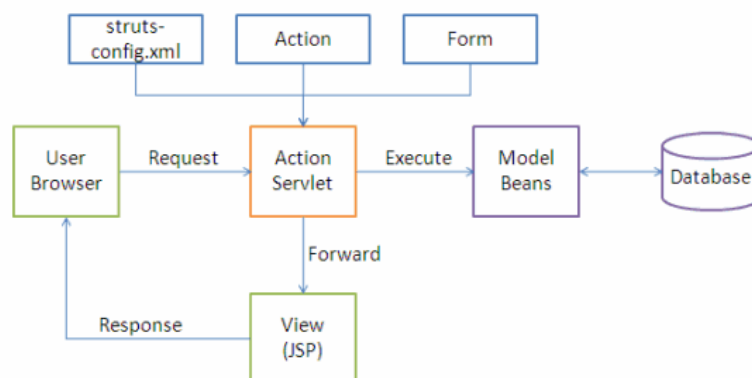 struts-
config.xml
Action
Form
User
Browser
Request
Action
Servlet
Execute
Model
Beans
Database
Forward
Response
View
(JSP)